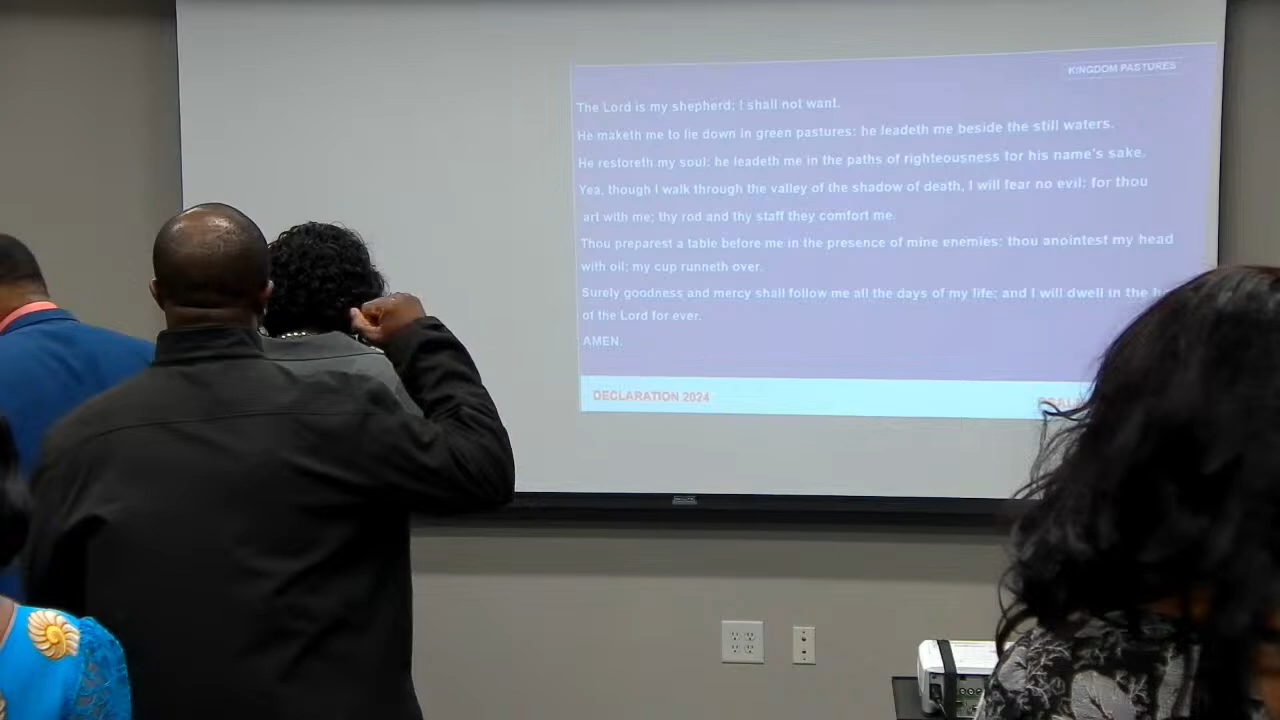 KINGDOM PASTURES
The Lord is my shepherd; I shall not want.
He maketh me to lie down in green pastures: he leadeth me beside the still waters.
He restoreth my soul: he leadeth me in the paths of righteousness for his name's sake.
Yea, though I walk through the valley of the shadow of death, I will fear no evil: for thou
art with me; thy rod and thy staff they comfort me.
Thou preparest a table before me in the presence of mine enemies: thou anointest my head
with oil; my cup runneth over.
Surely goodness and mercy shall follow me all the days of my life: and I will dwell in the
of the Lord for ever.
AMEN.
DECLARATION 2024